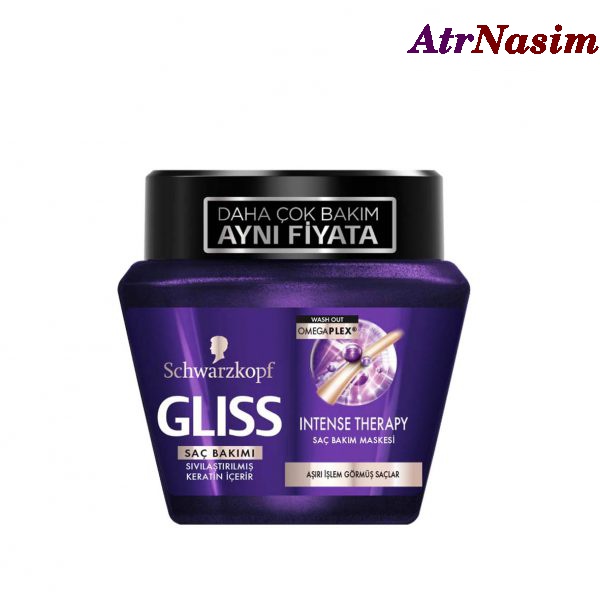 AtrNasim
DAHA ÇOK BAKIM
AYNI FİYATA
WASH OUT
OMEGAPLEX®
Schwarzkopf
GLISS
SAÇ BAKIMI
SIVILAŞTIRILMIŞ
KERATİN İÇERİR
INTENSE THERAPY
SAÇ BAKIM MASKESİ
AŞIRI İŞLEM GÖRMÜŞ SAÇLAR